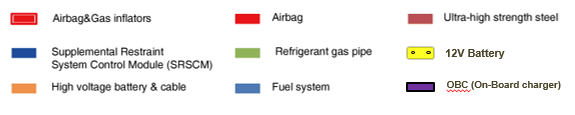 Airbag&Gas inflators
Airbag
Ultra-high strength steel
Supplemental Restraint
System Control Module (SRSCM)
Refrigerant gas pipe
12V Battery
High voltage battery & cable
Fuel system
OBC (On-Board charger)